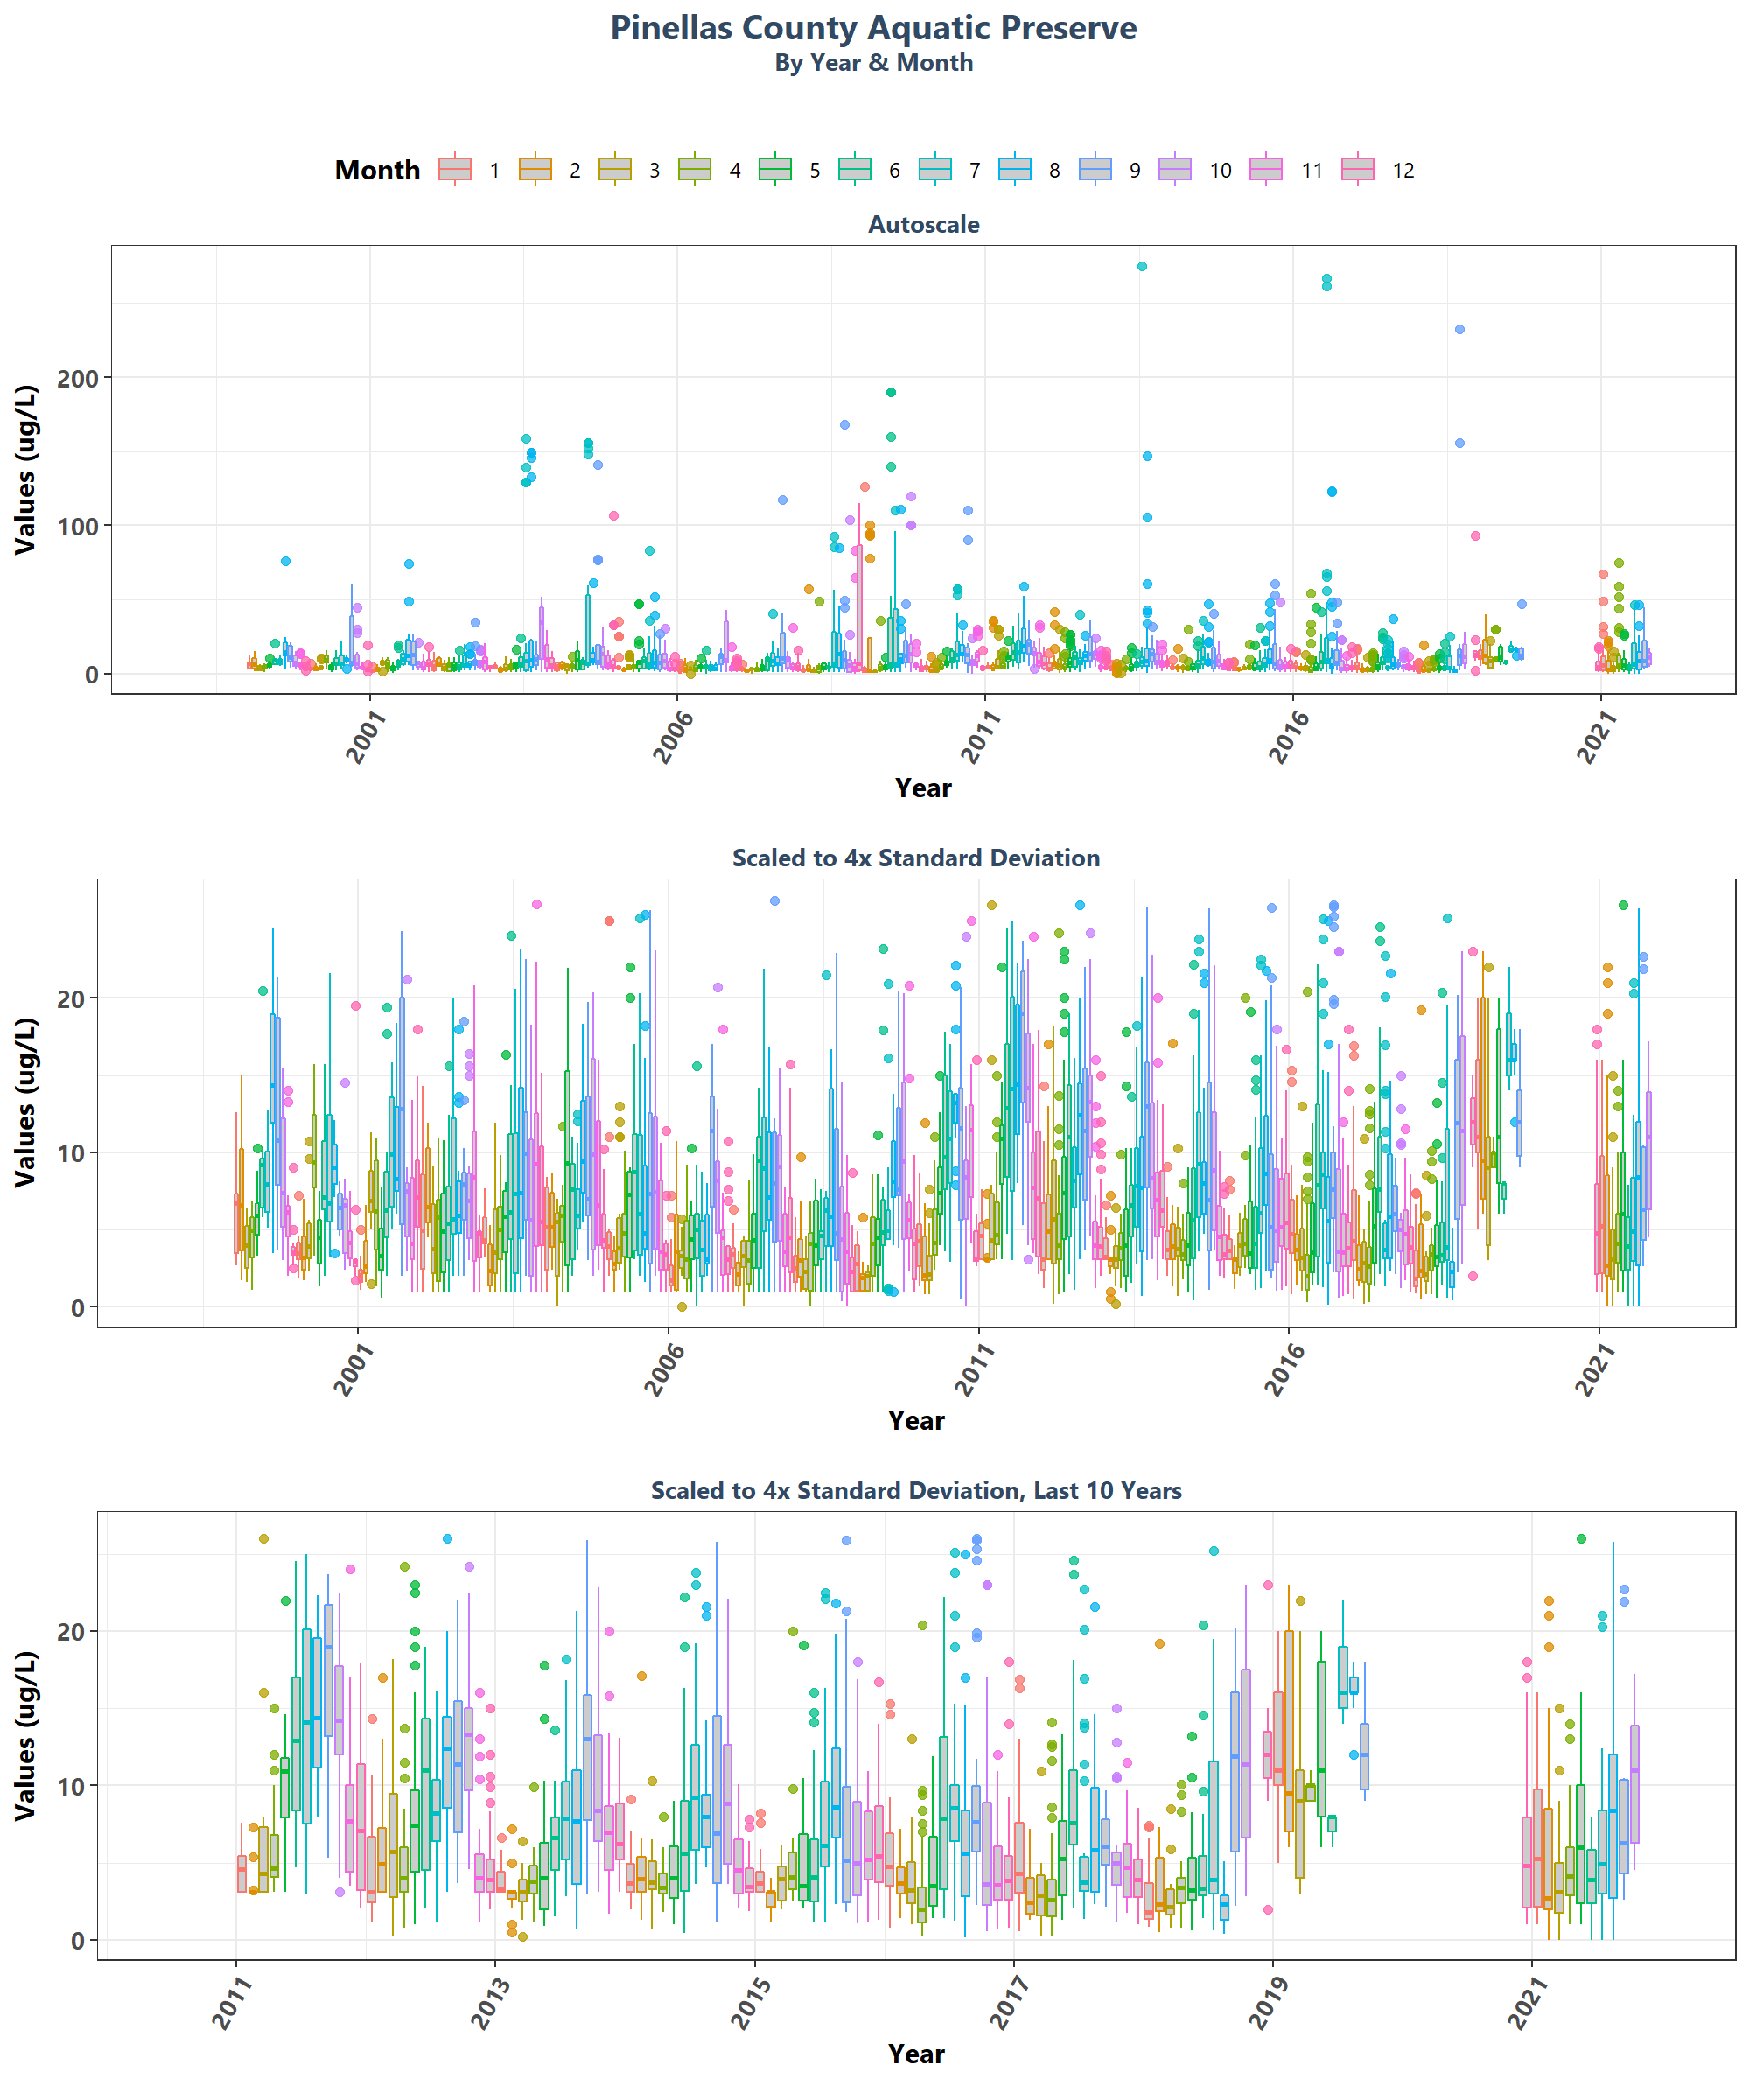 Pinellas County Aquatic Preserve
By Year & Month
Month 1 2 3 4 5 6 7 8 9 10 11 12
Autoscale
Values (ug/L)
200
100
0
2001 2006 2011 2016 2021
Year
Scaled to 4x Standard Deviation
Values (ug/L)
20
10
0
2001 2006 2011 2016 2021
Year
Scaled to 4x Standard Deviation, Last 10 Years
Values (ug/L)
20
10
0
2011 2013 2015 2017 2019 2021
Year